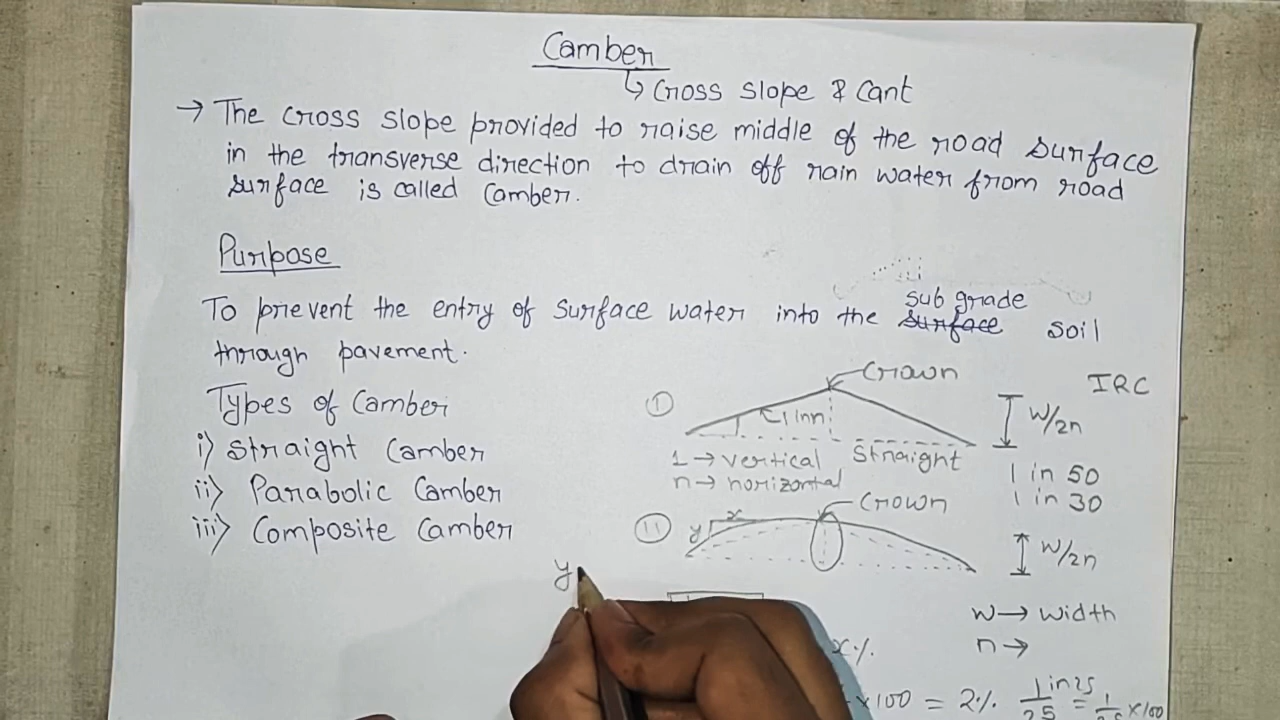 Camber
↳ Cross slope & Cant
→ The cross slope provided to raise middle of the road surface
in the transverse direction to drain off rain water from road
surface is called Camber.
Purpose
sub grade
To prevent the entry of surface water into the surface soil
through pavement.
Types of Camber
i) Straight Camber
ii) Parabolic Camber
iii) Composite Camber
Crown
IRC
I
1 in n
W/2n
1 → vertical
Straight
n → horizontal
1 in 50
1 in 30
Crown
II
x
y
W/2n
y
W → Width
n →
x%
×100 = 2%
1 in 25
1/25 =
×100